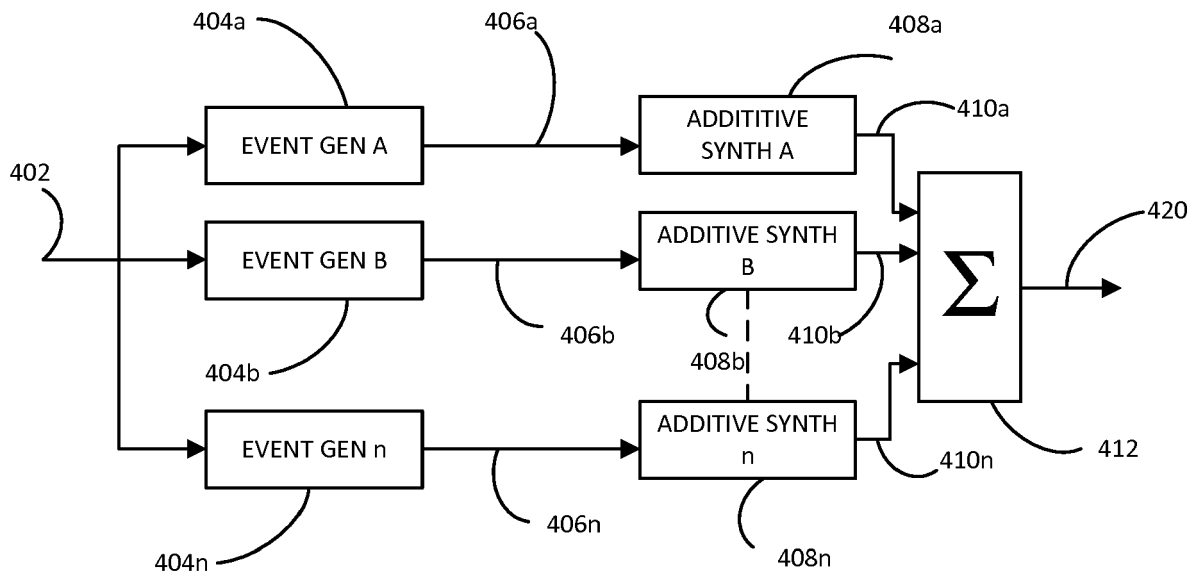 404a
406a
408a
402
EVENT GEN A
ADDITITIVE
SYNTH A
410a
EVENT GEN B
ADDITIVE SYNTH
B
Σ
420
404b
406b
408b
410b
EVENT GEN n
ADDITIVE SYNTH
n
412
410n
404n
406n
408n